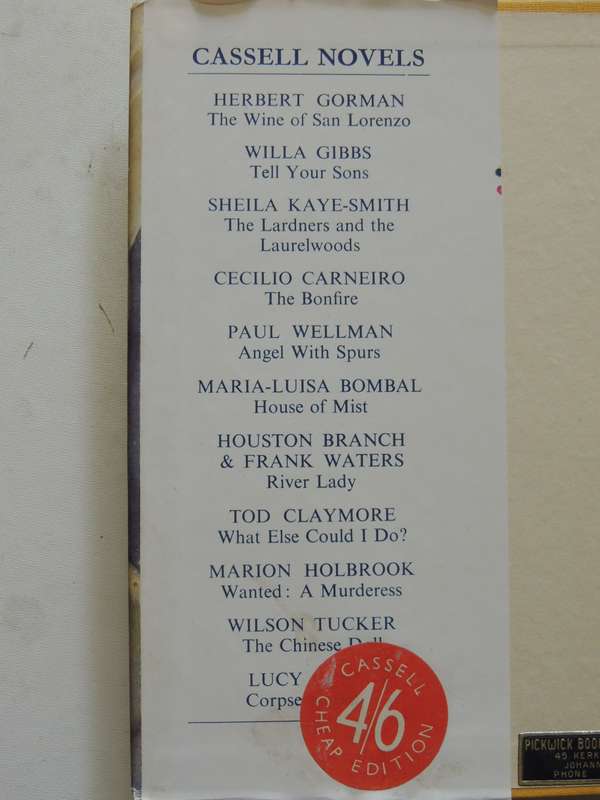 CASSELL NOVELS
HERBERT GORMAN
The Wine of San Lorenzo
WILLA GIBBS
Tell Your Sons
SHEILA KAYE-SMITH
The Lardners and the
Laurelwoods
CECILIO CARNEIRO
The Bonfire
PAUL WELLMAN
Angel With Spurs
MARIA-LUISA BOMBAL
House of Mist
HOUSTON BRANCH
& FRANK WATERS
River Lady
TOD CLAYMORE
What Else Could I Do?
MARION HOLBROOK
Wanted: A Murderess
WILSON TUCKER
The Chinese
LUCY
Corpse
CASSELL
4/6
CHEAP EDITION
PICKWICK
45
PHONE